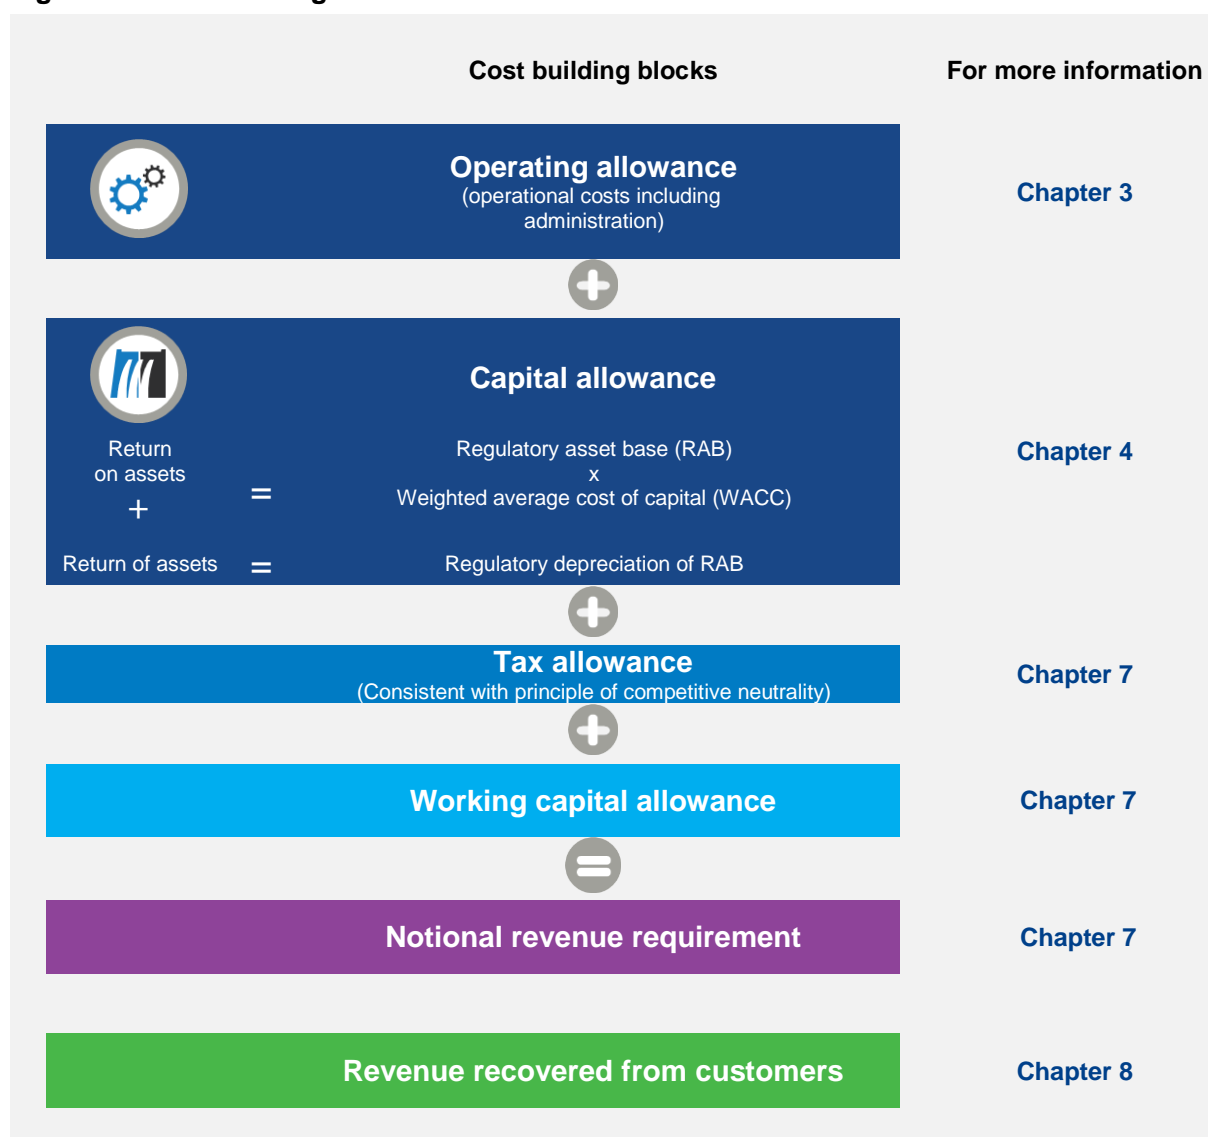 Cost building blocks
For more information
Operating allowance
(operational costs including
administration)
Chapter 3
+
Capital allowance
Return
on assets
+
=
Regulatory asset base (RAB)
x
Weighted average cost of capital (WACC)
Chapter 4
Return of assets
=
Regulatory depreciation of RAB
+
Tax allowance
(Consistent with principle of competitive neutrality)
Chapter 7
+
Working capital allowance
Chapter 7
=
Notional revenue requirement
Chapter 7
Revenue recovered from customers
Chapter 8